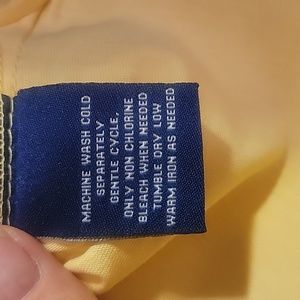 MACHINE WASH COLD
SEPARATELY
GENTLE CYCLE,
ONLY NON CHLORINE
BLEACH WHEN NEEDED
TUMBLE DRY LOW
WARM IRON AS NEEDED